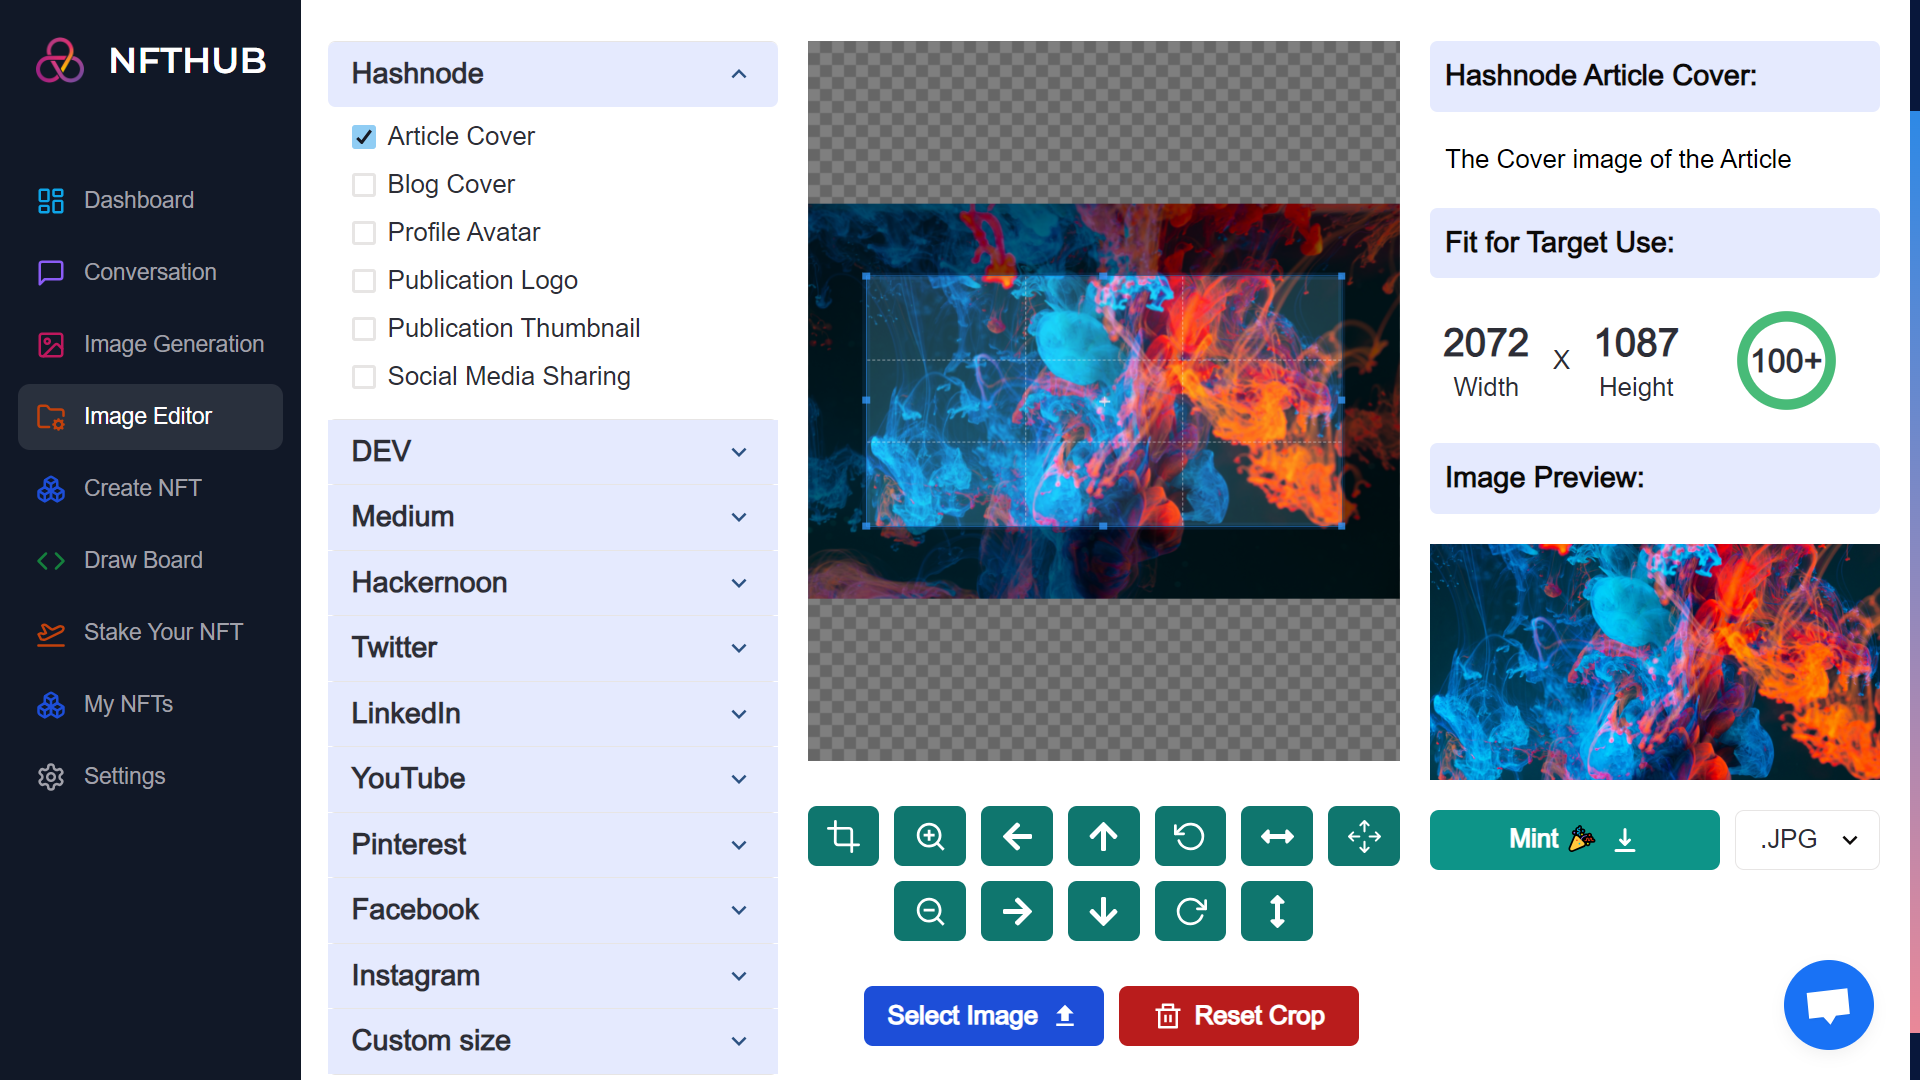 NFTHUB
Dashboard
Conversation
Image Generation
Image Editor
Create NFT
Draw Board
Stake Your NFT
My NFTs
Settings
Hashnode
Article Cover
Blog Cover
Profile Avatar
Publication Logo
Publication Thumbnail
Social Media Sharing
DEV
Medium
Hackernoon
Twitter
LinkedIn
YouTube
Pinterest
Facebook
Instagram
Custom size
Select Image
Reset Crop
Hashnode Article Cover:
The Cover image of the Article
Fit for Target Use:
2072 X 1087 100+
Width Height
Image Preview:
Mint .JPG